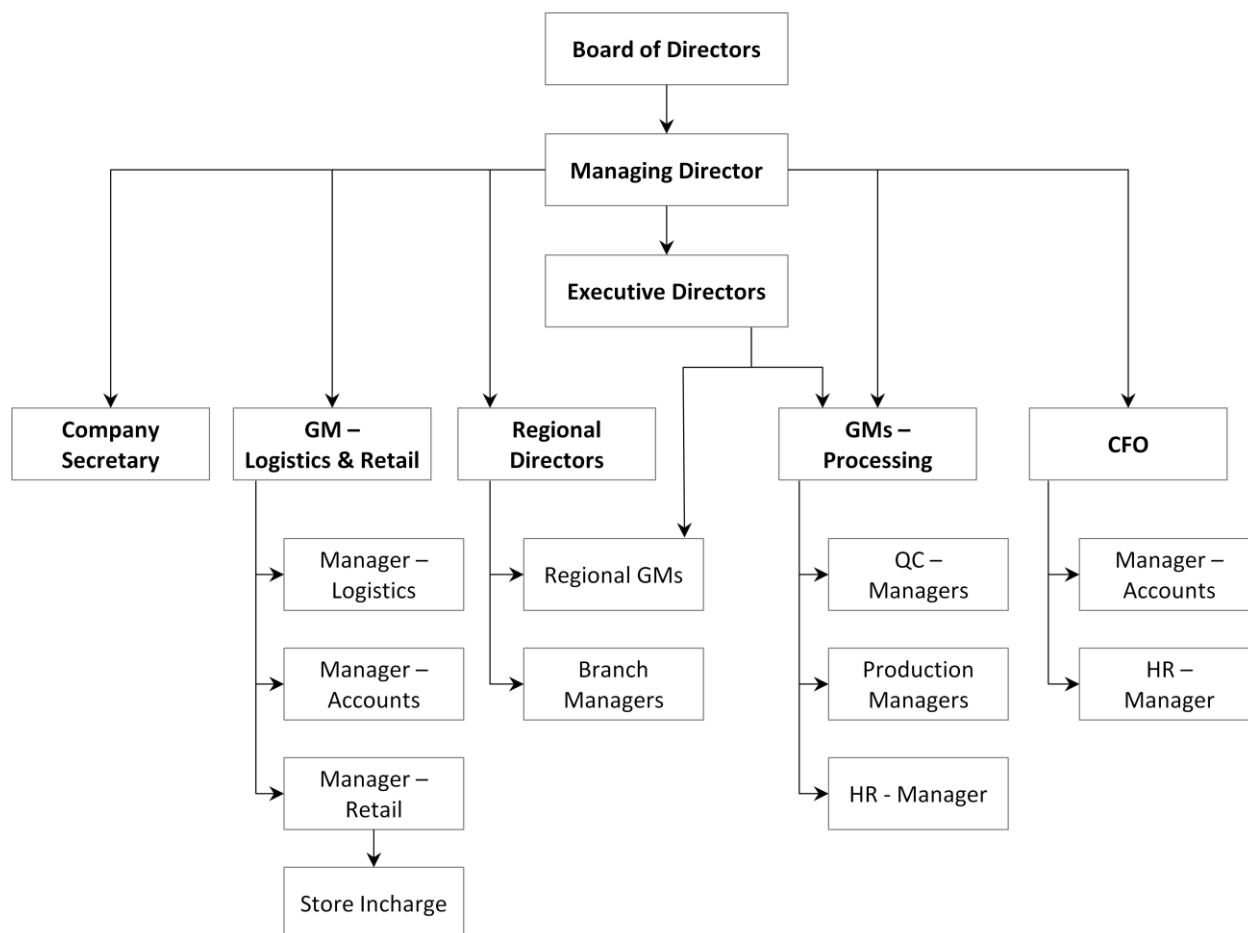 Board of Directors
Managing Director
Executive Directors
Company
Secretary
GM –
Logistics & Retail
Regional
Directors
GMs –
Processing
CFO
Manager –
Logistics
Regional GMs
QC –
Managers
Manager –
Accounts
Manager –
Accounts
Branch
Managers
Production
Managers
HR –
Manager
Manager –
Retail
HR - Manager
Store Incharge